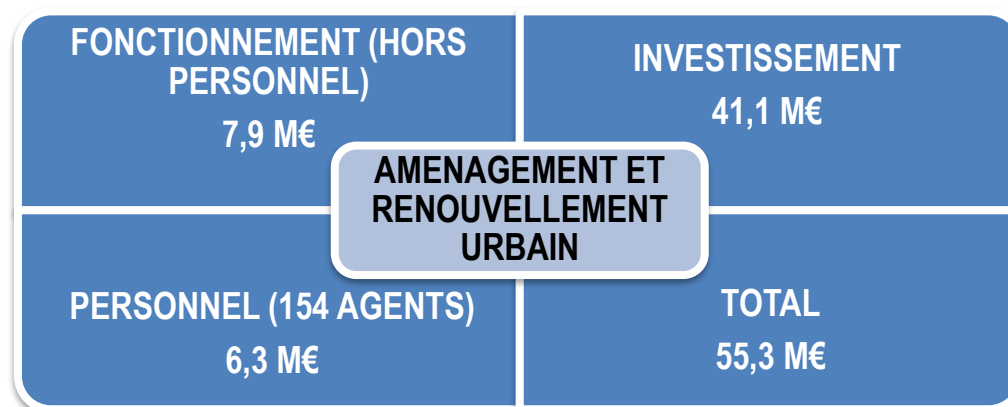 FONCTIONNEMENT (HORS
PERSONNEL)
7,9 M€
INVESTISSEMENT
41,1 M€
AMENAGEMENT ET
RENOUVELLEMENT
URBAIN
PERSONNEL (154 AGENTS)
6,3 M€
TOTAL
55,3 M€